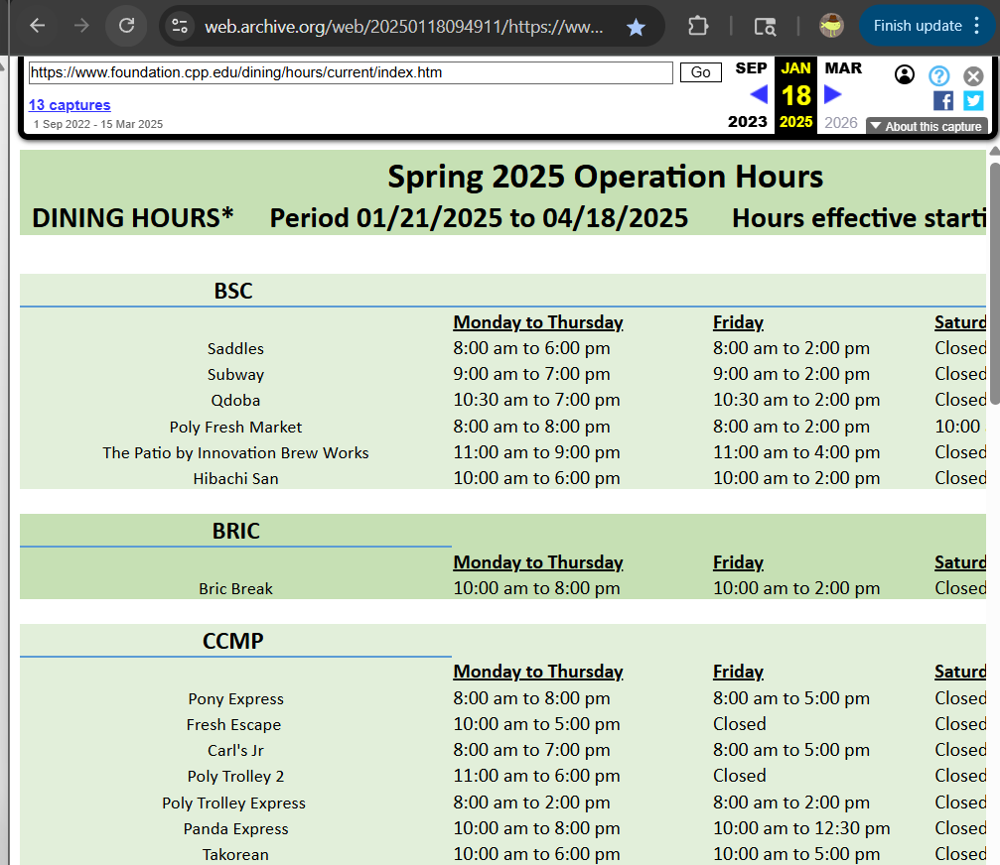 web.archive.org/web/20250118094911/https://ww...
Finish update
https://www.foundation.cpp.edu/dining/hours/current/index.htm
Go
SEP JAN MAR
13 captures
18
1 Sep 2022 - 15 Mar 2025
2023 2025 2026
About this capture
Spring 2025 Operation Hours
DINING HOURS* Period 01/21/2025 to 04/18/2025 Hours effective starti
BSC
Monday to Thursday Friday Saturd
Saddles 8:00 am to 6:00 pm 8:00 am to 2:00 pm Closed
Subway 9:00 am to 7:00 pm 9:00 am to 2:00 pm Closed
Qdoba 10:30 am to 7:00 pm 10:30 am to 2:00 pm Closed
Poly Fresh Market 8:00 am to 8:00 pm 8:00 am to 2:00 pm 10:00
The Patio by Innovation Brew Works 11:00 am to 9:00 pm 11:00 am to 4:00 pm Closed
Hibachi San 10:00 am to 6:00 pm 10:00 am to 2:00 pm Closed
BRIC
Monday to Thursday Friday Saturd
Bric Break 10:00 am to 8:00 pm 10:00 am to 2:00 pm Closed
CCMP
Monday to Thursday Friday Saturd
Pony Express 8:00 am to 8:00 pm 8:00 am to 5:00 pm Closed
Fresh Escape 10:00 am to 5:00 pm Closed Closed
Carl's Jr 8:00 am to 7:00 pm 8:00 am to 5:00 pm Closed
Poly Trolley 2 11:00 am to 6:00 pm Closed Closed
Poly Trolley Express 8:00 am to 2:00 pm 8:00 am to 2:00 pm Closed
Panda Express 10:00 am to 8:00 pm 10:00 am to 12:30 pm Closed
Takorean 10:00 am to 6:00 pm 10:00 am to 5:00 pm Closed